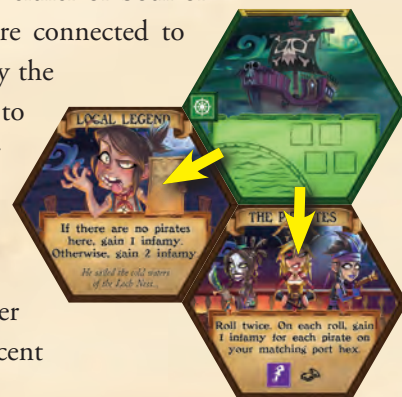 re connected to
y the
to
LOCAL LEGEND
If there are no pirates
here, gain 1 infamy.
Otherwise, gain 2 infamy
He sailed the cold waters
of the Loch Ness...
THE
Roll twice. On each roll, gain
1 infamy for each pirate on
your matching port hex.
er
cent